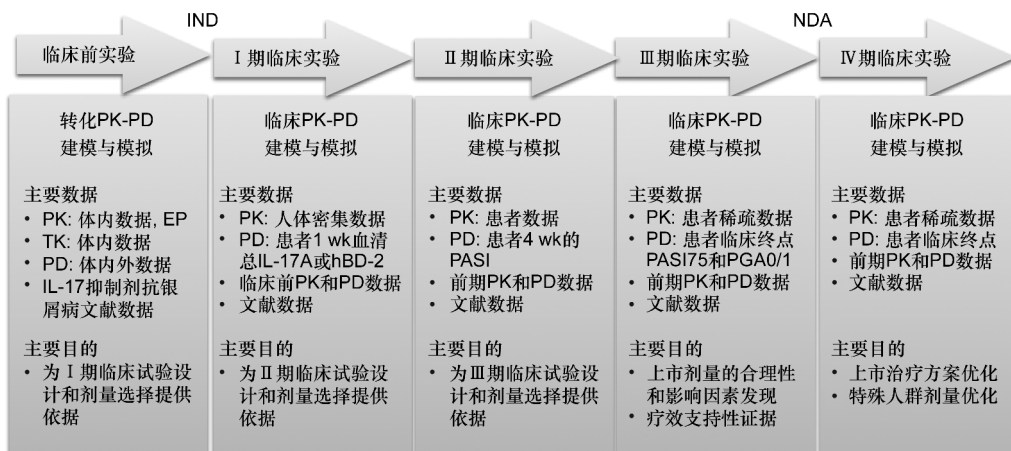 IND
NDA
临床前实验
Ⅰ期临床实验
Ⅱ期临床实验
Ⅲ期临床实验
Ⅳ期临床实验
转化PK-PD
建模与模拟
主要数据
• PK: 体内数据, EP
• TK: 体内数据
• PD: 体内外数据
• IL-17抑制剂抗银
屑病文献数据
主要目的
• 为Ⅰ期临床试验设
计和剂量选择提供
依据
临床PK-PD
建模与模拟
主要数据
• PK: 人体密集数据
• PD: 患者1 wk血清
总IL-17A或hBD-2
• 临床前PK和PD数据
• 文献数据
主要目的
• 为Ⅱ期临床试验设
计和剂量选择提供
依据
临床PK-PD
建模与模拟
主要数据
• PK: 患者数据
• PD: 患者4 wk的
PASI
• 前期PK和PD数据
• 文献数据
主要目的
• 为Ⅲ期临床试验设
计和剂量选择提供
依据
临床PK-PD
建模与模拟
主要数据
• PK: 患者稀疏数据
• PD: 患者临床终点
PASI75和PGA0/1
• 前期PK和PD数据
• 文献数据
主要目的
• 上市剂量的合理性
和影响因素发现
• 疗效支持性证据
临床PK-PD
建模与模拟
主要数据
• PK: 患者稀疏数据
• PD: 患者临床终点
• 前期PK和PD数据
• 文献数据
主要目的
• 上市治疗方案优化
• 特殊人群剂量优化